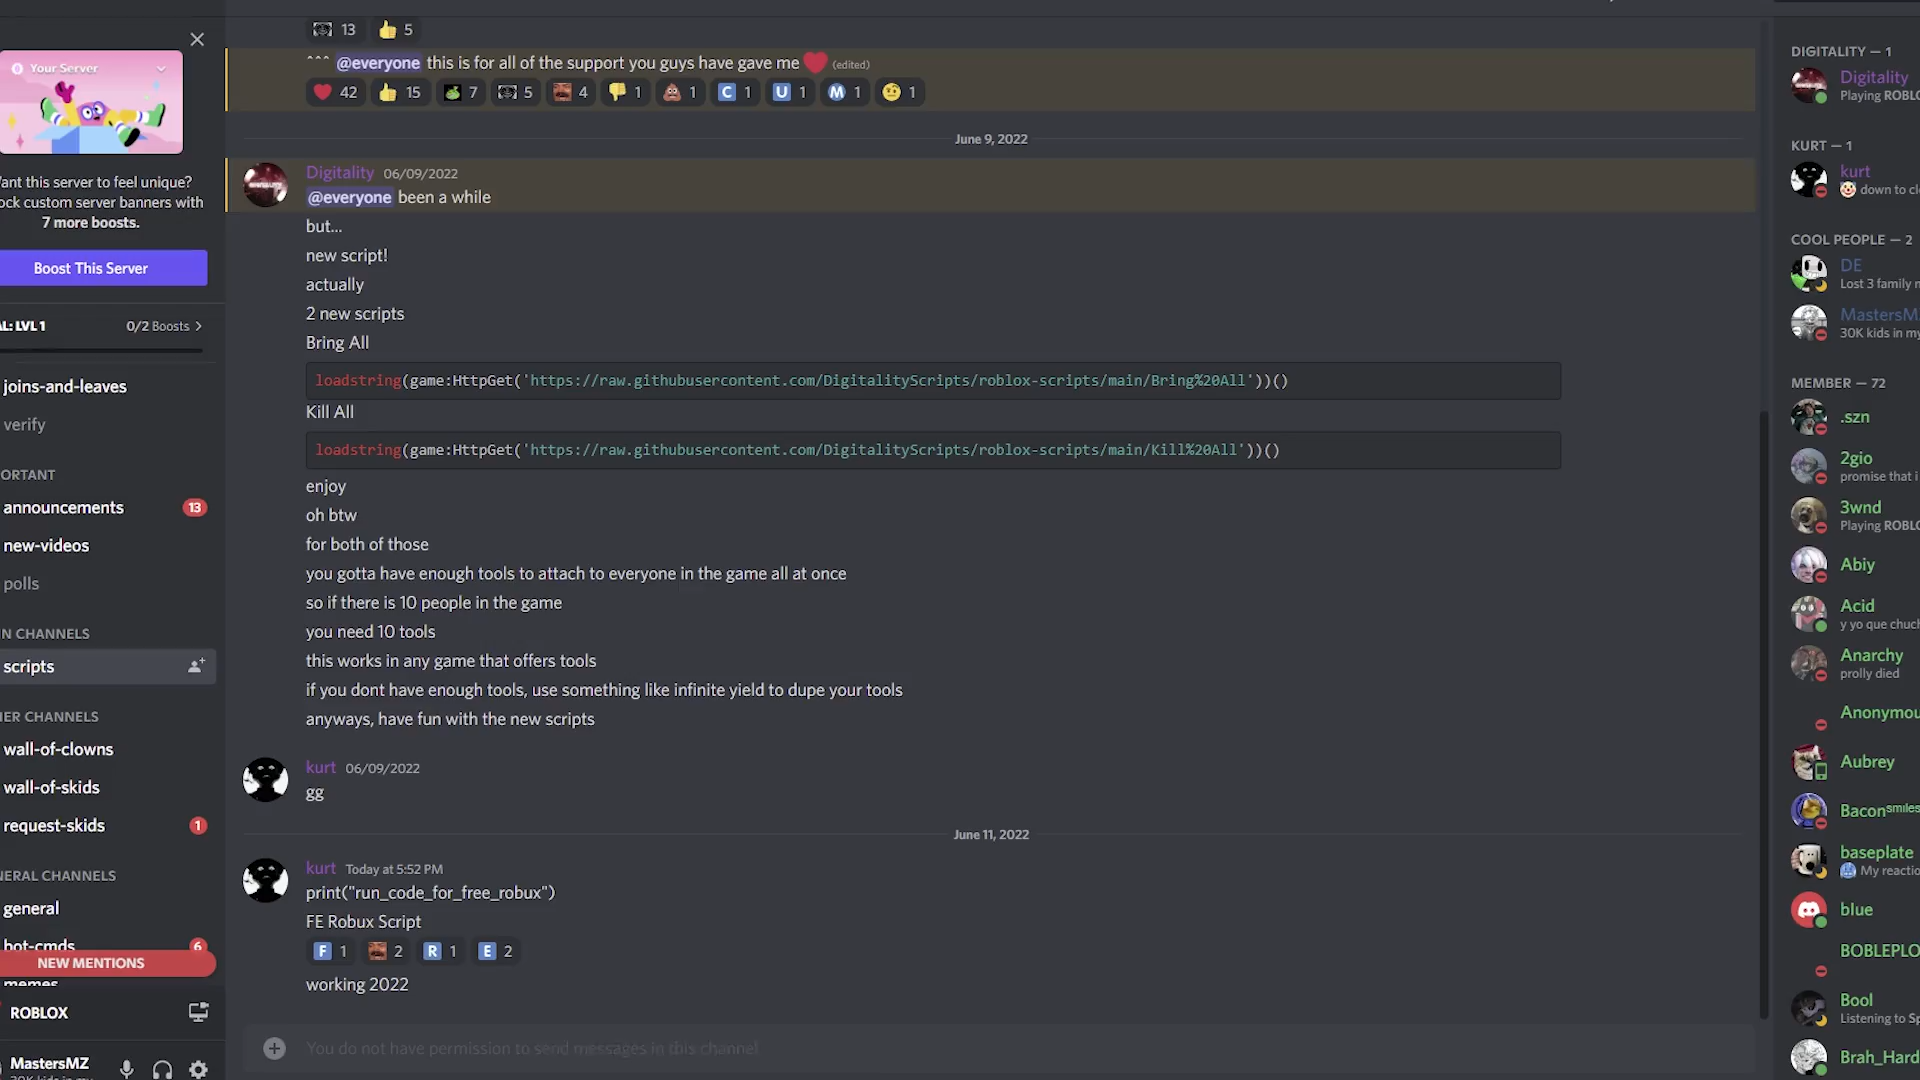 13 5
^^^ @everyone this is for all of the support you guys have gave me (edited)
42 15 7 5 4 1 1 C 1 U 1 M 1 1
Your Server
ant this server to feel unique?
ock custom server banners with
7 more boosts.
Boost This Server
AL: LVL 1 0/2 Boosts
joins-and-leaves
verify
ORTANT
announcements 13
new-videos
polls
N CHANNELS
scripts
ER CHANNELS
wall-of-clowns
wall-of-skids
request-skids 1
NERAL CHANNELS
general
bot-cmds 6
NEW MENTIONS
memes
ROBLOX
MastersMZ
June 9, 2022
Digitality 06/09/2022
@everyone been a while
but...
new script!
actually
2 new scripts
Bring All
loadstring(game:HttpGet('https://raw.githubusercontent.com/DigitalityScripts/roblox-scripts/main/Bring%20All'))()
Kill All
loadstring(game:HttpGet('https://raw.githubusercontent.com/DigitalityScripts/roblox-scripts/main/Kill%20All'))()
enjoy
oh btw
for both of those
you gotta have enough tools to attach to everyone in the game all at once
so if there is 10 people in the game
you need 10 tools
this works in any game that offers tools
if you dont have enough tools, use something like infinite yield to dupe your tools
anyways, have fun with the new scripts
kurt 06/09/2022
gg
June 11, 2022
kurt Today at 5:52 PM
print("run_code_for_free_robux")
FE Robux Script
F 1 2 R 1 E 2
working 2022
You do not have permission to send messages in this channel
DIGITALITY — 1
Digitality
Playing ROBLO
KURT — 1
kurt
down to cl
COOL PEOPLE — 2
DE
Lost 3 family m
MastersM
30K kids in my
MEMBER — 72
.szn
2gio
promise that i
3wnd
Playing ROBLO
Abiy
Acid
y yo que chuch
Anarchy
prolly died
Anonymou
Aubrey
Bacon smiles
baseplate
My reactio
blue
BOBLEPLO
Bool
Listening to Sp
Brah_Hard